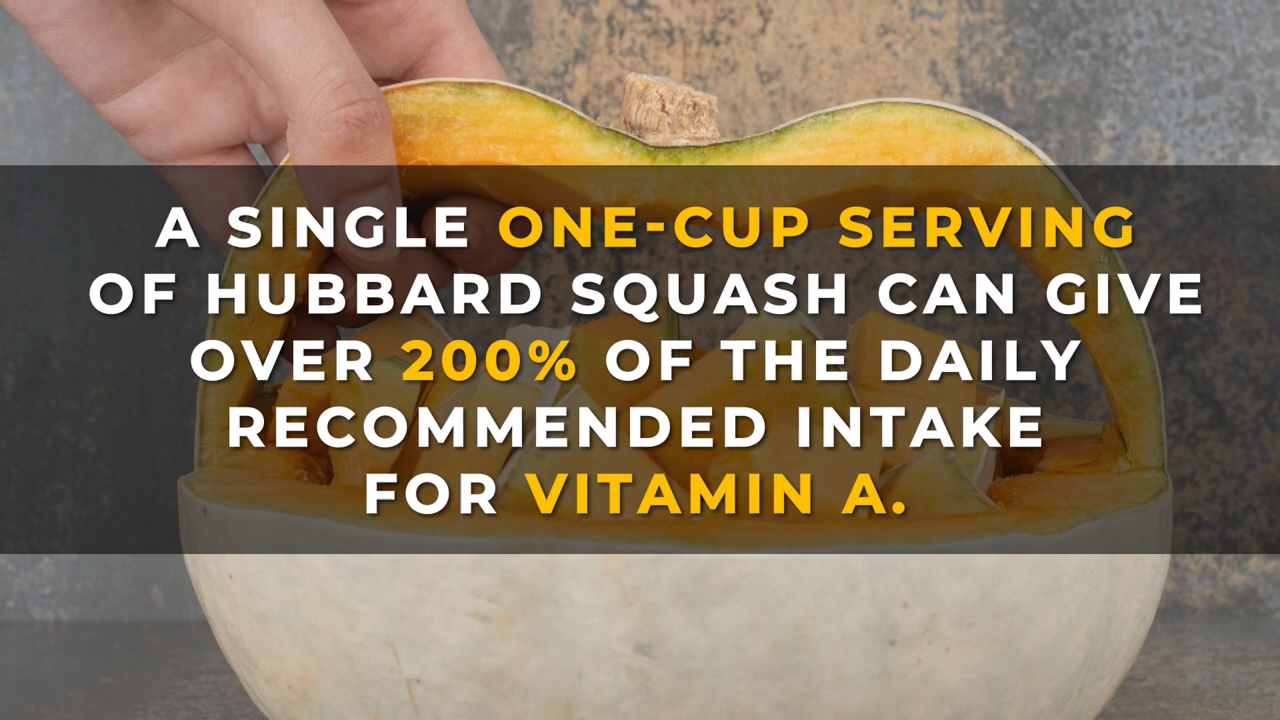 A SINGLE ONE-CUP SERVING
OF HUBBARD SQUASH CAN GIVE
OVER 200% OF THE DAILY
RECOMMENDED INTAKE
FOR VITAMIN A.